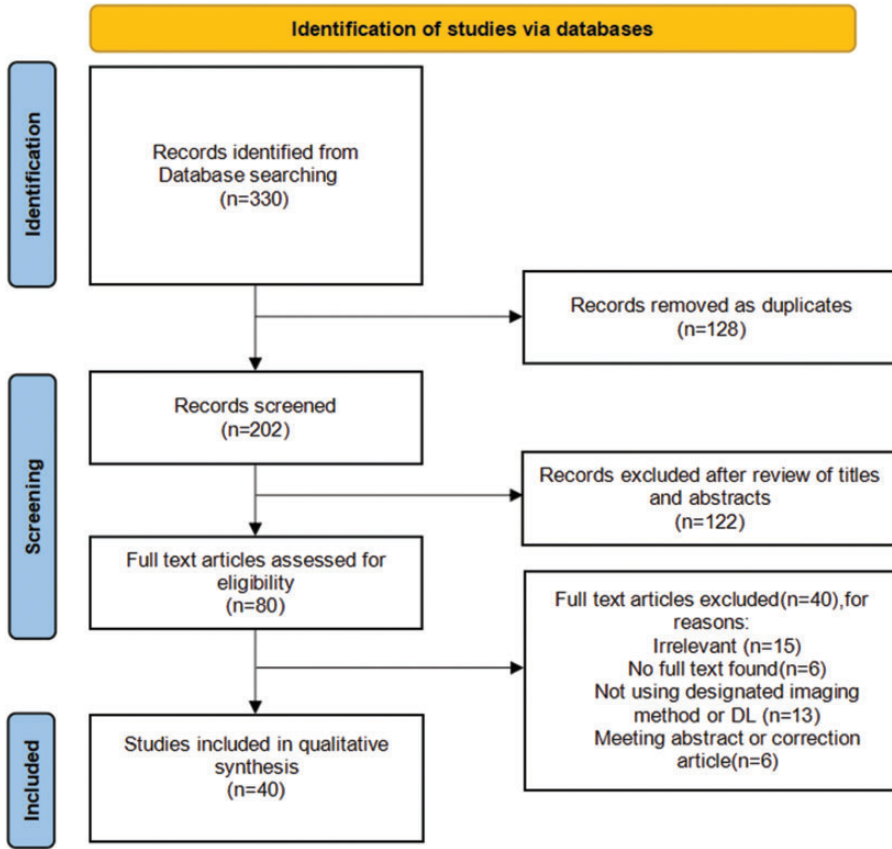 Identification of studies via databases
Identification
Records identified from
Database searching
(n=330)
Records removed as duplicates
(n=128)
Screening
Records screened
(n=202)
Records excluded after review of titles
and abstracts
(n=122)
Full text articles assessed for
eligibility
(n=80)
Full text articles excluded(n=40),for
reasons:
Irrelevant (n=15)
No full text found(n=6)
Not using designated imaging
method or DL (n=13)
Meeting abstract or correction
article(n=6)
Included
Studies included in qualitative
synthesis
(n=40)